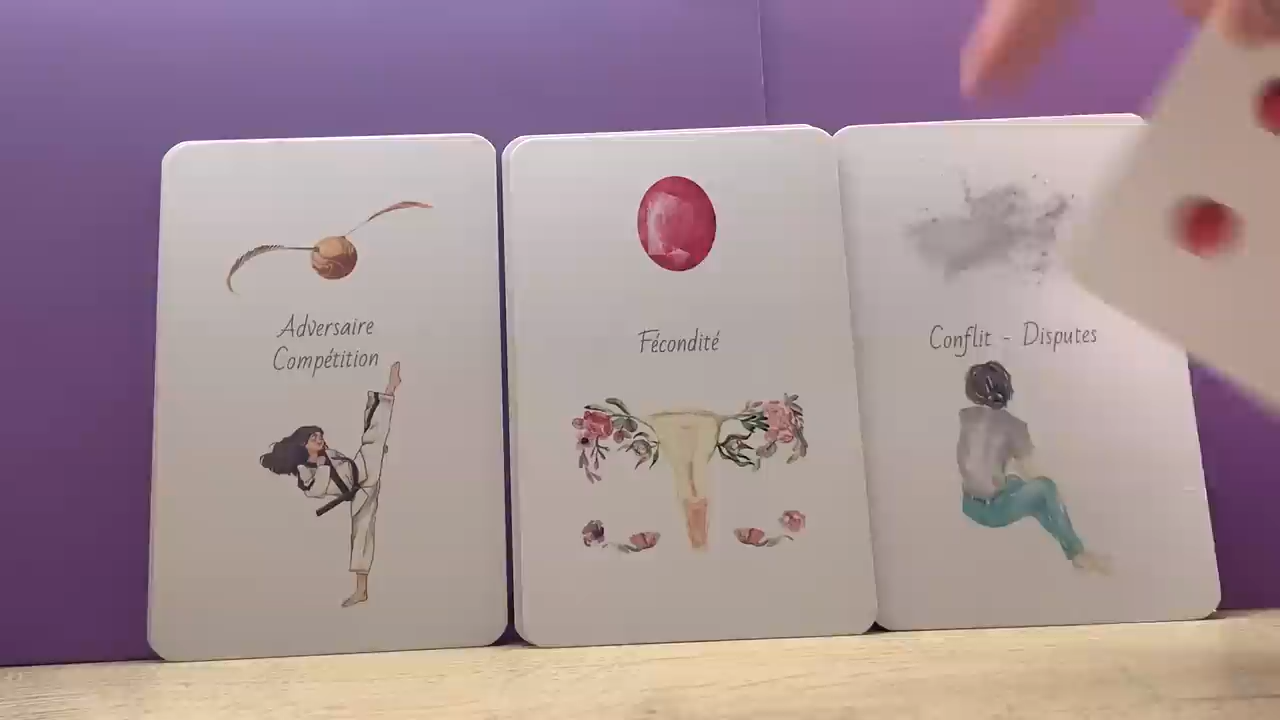 Adversaire
Compétition
Fécondité
Conflit - Disputes